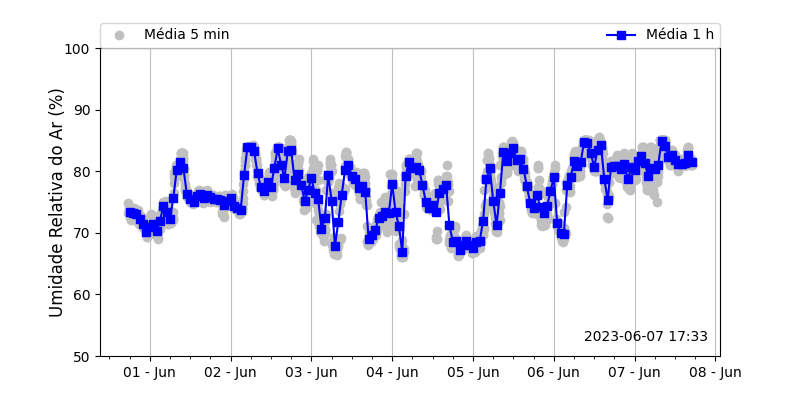 Média 5 min
Média 1 h
Umidade Relativa do Ar (%)
100
90
80
70
60
50
2023-06-07 17:33
01 - Jun
02 - Jun
03 - Jun
04 - Jun
05 - Jun
06 - Jun
07 - Jun
08 - Jun